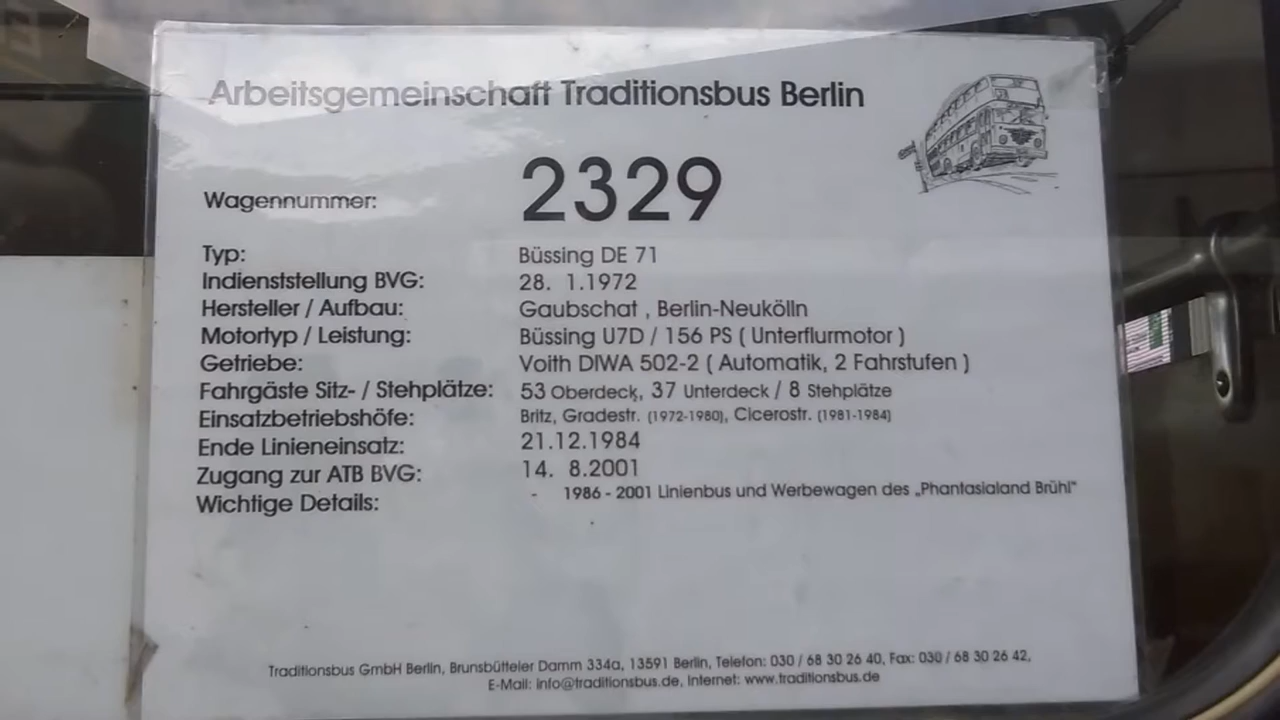 Arbeitsgemeinschaft Traditionsbus Berlin
Wagennummer: 2329
Typ: Büssing DE 71
Indienststellung BVG: 28. 1.1972
Hersteller / Aufbau: Gaubschat , Berlin-Neukölln
Motortyp / Leistung: Büssing U7D / 156 PS ( Unterflurmotor )
Getriebe: Voith DIWA 502-2 ( Automatik, 2 Fahrstufen )
Fahrgäste Sitz- / Stehplätze: 53 Oberdeck, 37 Unterdeck / 8 Stehplätze
Einsatzbetriebshöfe: Britz, Gradestr. (1972-1980), Cicerostr. (1981-1984)
Ende Linieneinsatz: 21.12.1984
Zugang zur ATB BVG: 14. 8.2001
Wichtige Details: - 1986 - 2001 Linienbus und Werbewagen des „Phantasialand Brühl"
Traditionsbus GmbH Berlin, Brunsbütteler Damm 334a, 13591 Berlin, Telefon: 030 / 68 30 26 40, Fax: 030 / 68 30 26 42,
E-Mail: info@traditionsbus.de, Internet: www.traditionsbus.de